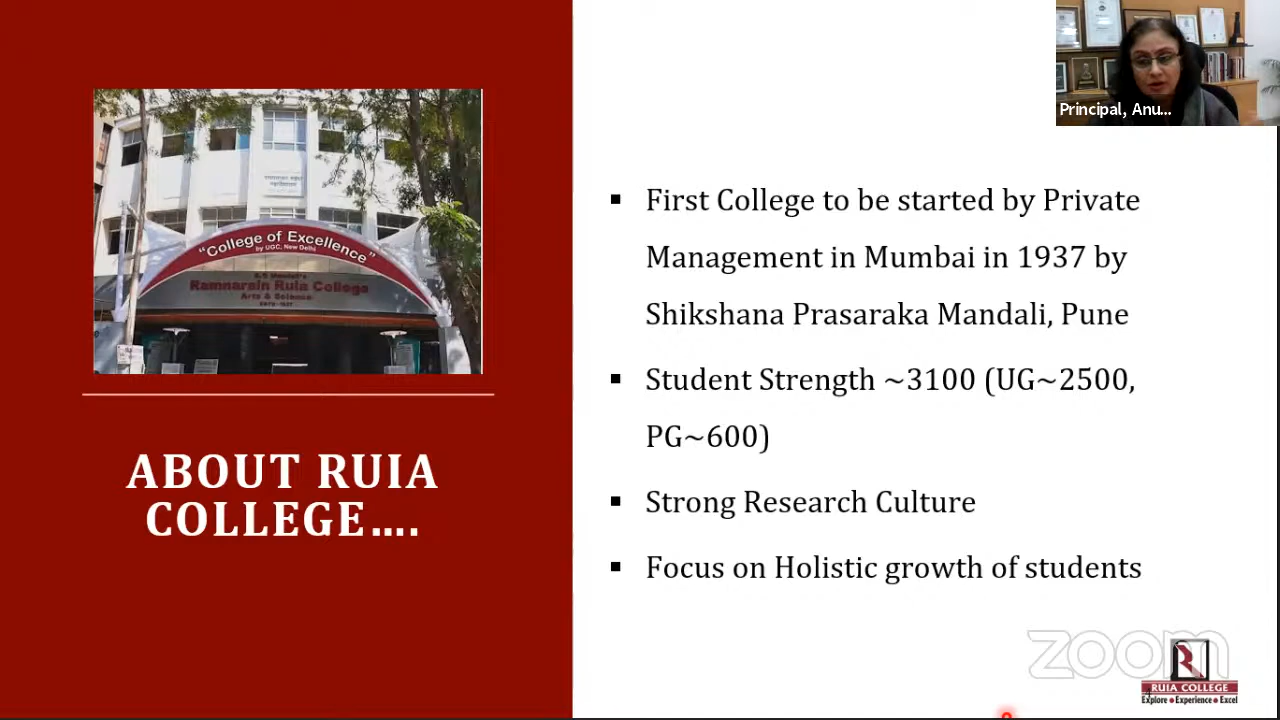 Principal, Anu...
"College of Excellence"
by UGC, New Delhi
S.P. Mandali's
Ramnarain Ruia College
Arts & Science
ABOUT RUIA
COLLEGE....
▪ First College to be started by Private
Management in Mumbai in 1937 by
Shikshana Prasaraka Mandali, Pune
▪ Student Strength ~3100 (UG~2500,
PG~600)
▪ Strong Research Culture
▪ Focus on Holistic growth of students
zoom
R
RUIA COLLEGE
Explore • Experience • Excel